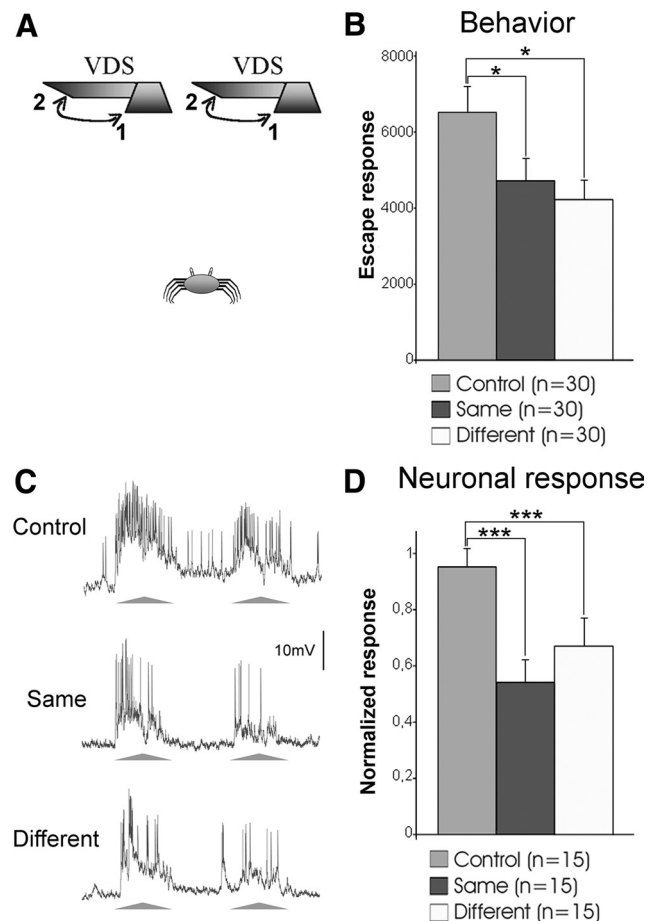 A
VDS VDS
2 1 2 1
B
Behavior
Escape response
8000
6000
4000
2000
0
*
*
Control (n=30)
Same (n=30)
Different (n=30)
C
Control
10mV
Same
Different
D
Neuronal response
Normalized response
1
0,8
0,6
0,4
0,2
0
***
***
Control (n=15)
Same (n=15)
Different (n=15)